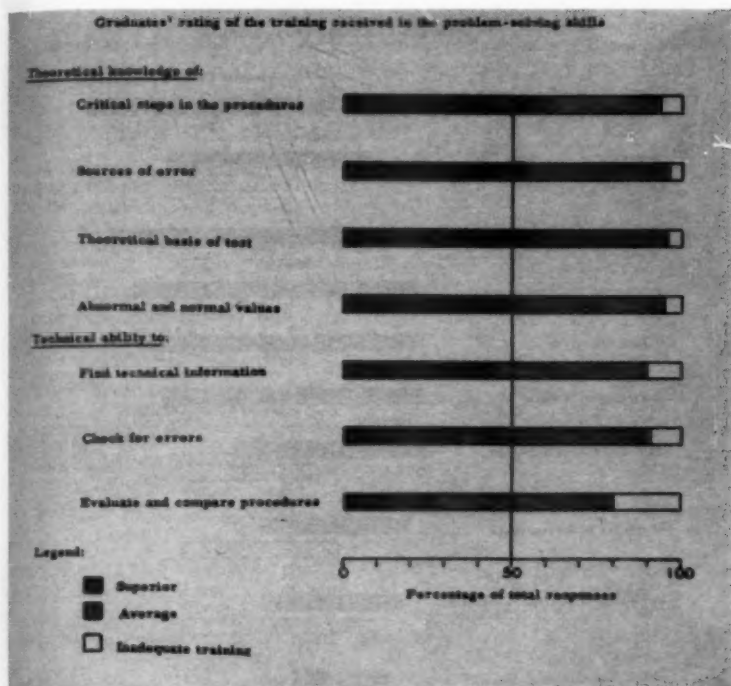 Graduates' rating of the training received in the problem-solving skills
Theoretical knowledge of:
Critical steps in the procedures
Sources of error
Theoretical basis of test
Abnormal and normal values
Technical ability to:
Find technical information
Check for errors
Evaluate and compare procedures
Legend:
Superior
Average
Inadequate training
0 50 100
Percentage of total responses